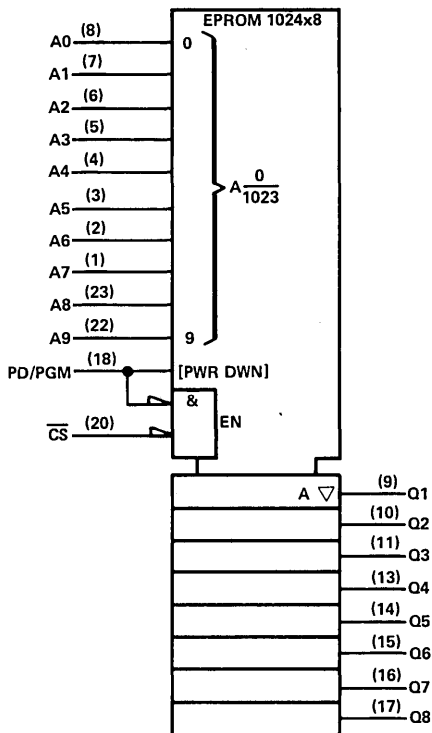 EPROM 1024x8
A0 (8) 0
A1 (7)
A2 (6)
A3 (5)
A4 (4)
A5 (3)
A 0/1023
A6 (2)
A7 (1)
A8 (23)
A9 (22) 9
PD/PGM (18) [PWR DWN]
&
EN
CS (20)
A ▽ (9) Q1
(10) Q2
(11) Q3
(13) Q4
(14) Q5
(15) Q6
(16) Q7
(17) Q8